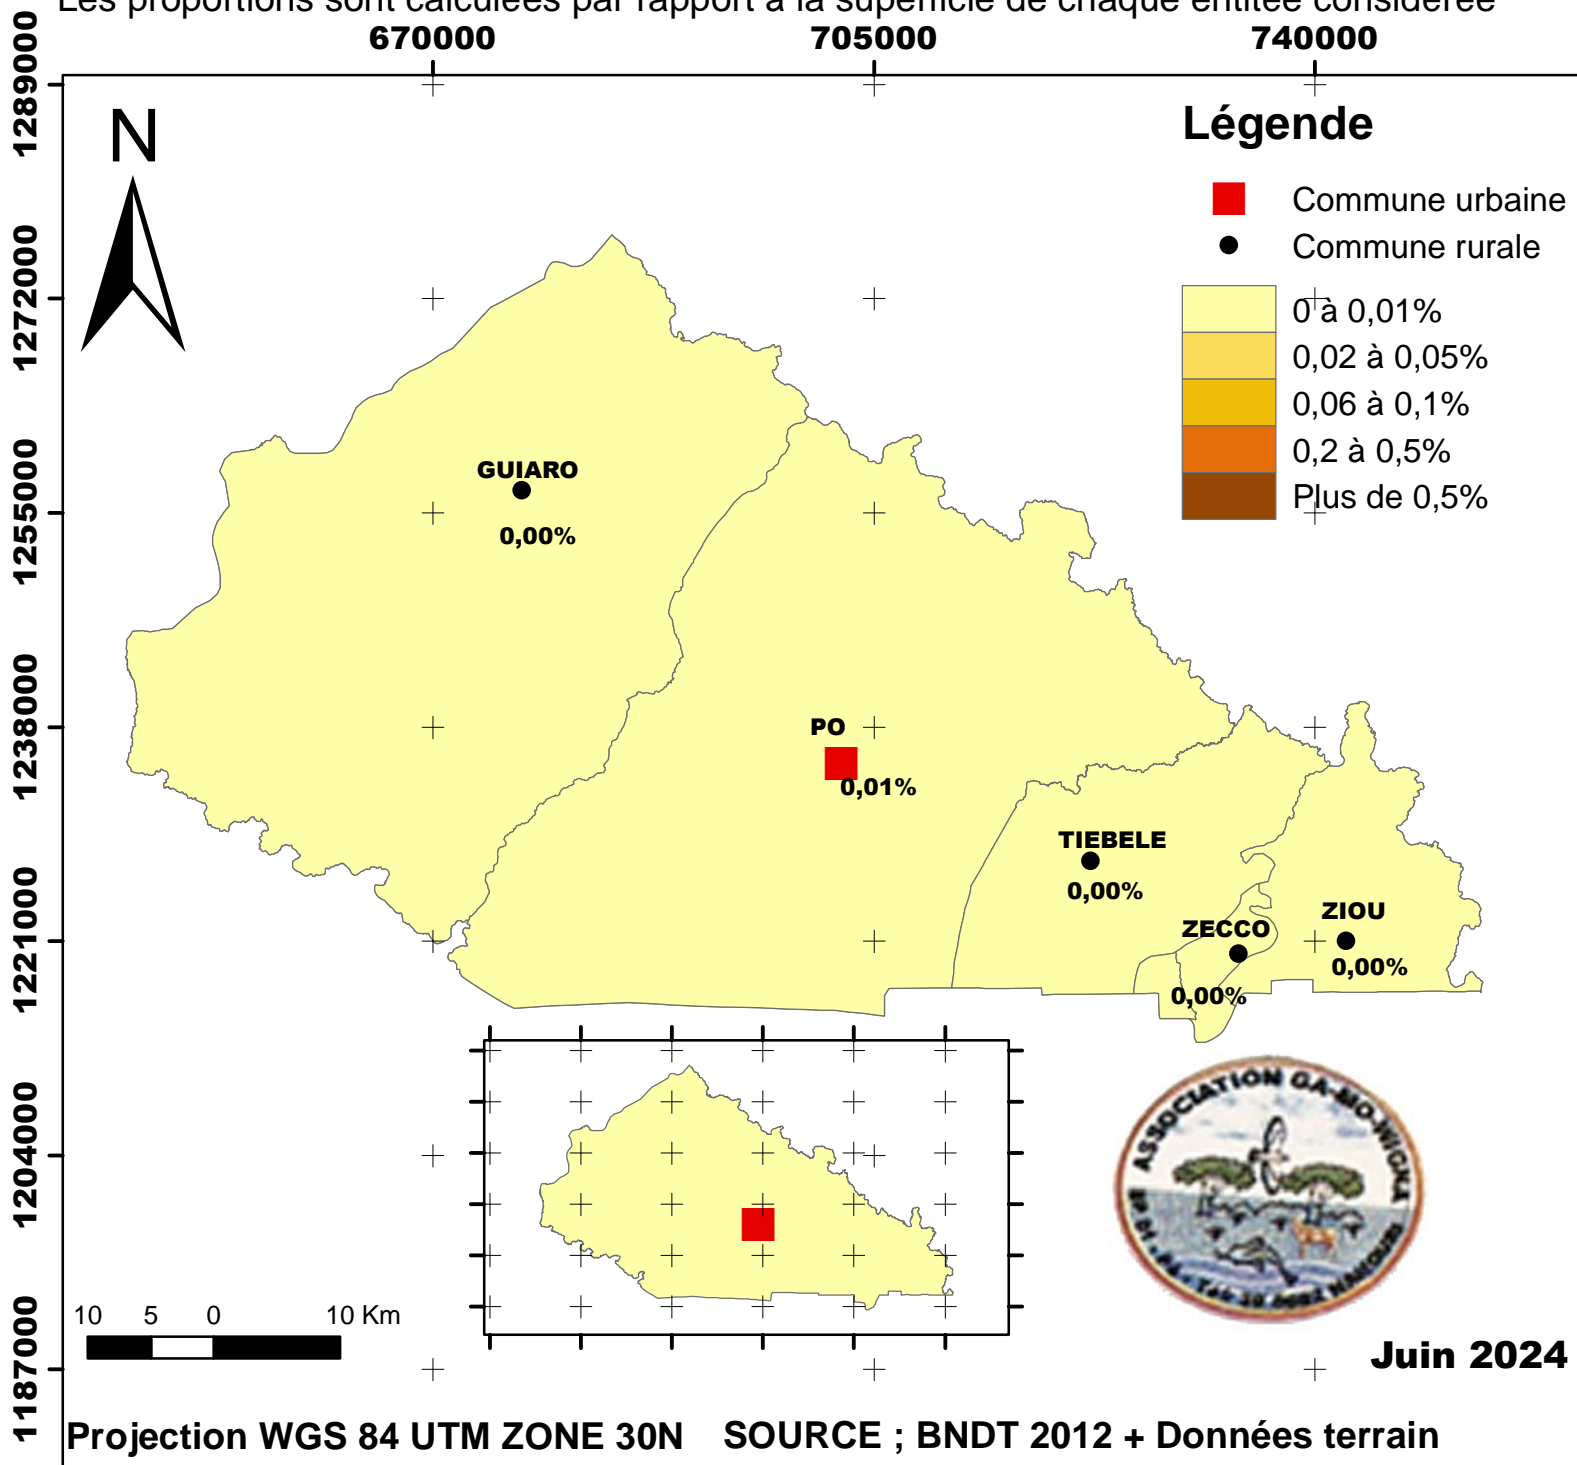 Les proportions sont calculées par rapport à la superficie de chaque entitée considérée
670000 705000 740000
1289000
1272000
1255000
1238000
1221000
1204000
1187000
N
Légende
Commune urbaine
Commune rurale
0 à 0,01%
0,02 à 0,05%
0,06 à 0,1%
0,2 à 0,5%
Plus de 0,5%
GUIARO
0,00%
PO
0,01%
TIEBELE
0,00%
ZECCO
0,00%
ZIOU
0,00%
ASSOCIATION GA-MO-WIGNA
10 5 0 10 Km
Juin 2024
Projection WGS 84 UTM ZONE 30N SOURCE ; BNDT 2012 + Données terrain